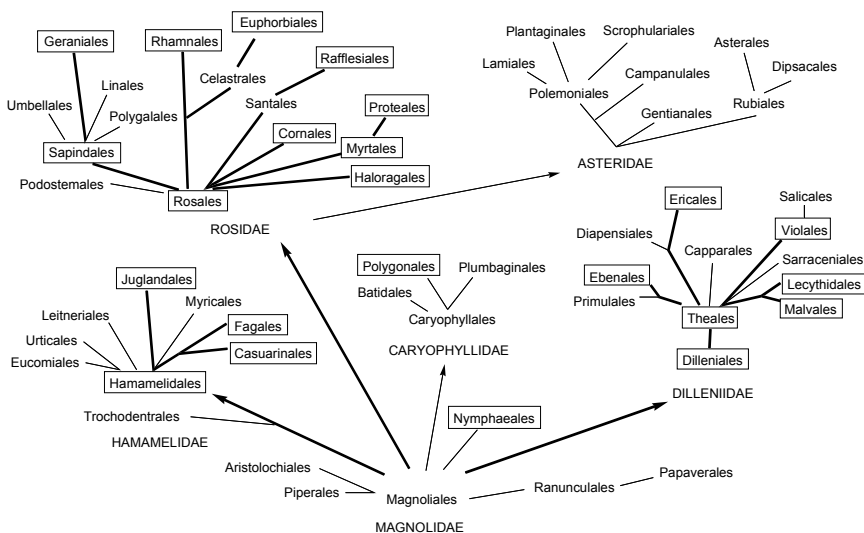 Euphorbiales
Geraniales
Rhamnales
Rafflesiales
Celastrales
Linales
Umbellales
Santales
Polygalales
Proteales
Cornales
Sapindales
Myrtales
Haloragales
Podostemales
Rosales
ROSIDAE
Plantaginales
Scrophulariales
Asterales
Lamiales
Campanulales
Dipsacales
Polemoniales
Rubiales
Gentianales
ASTERIDAE
Juglandales
Myricales
Leitneriales
Fagales
Urticales
Casuarinales
Eucomiales
Hamamelidales
Trochodentrales
HAMAMELIDAE
Polygonales
Plumbaginales
Batidales
Caryophyllales
CARYOPHYLLIDAE
Ericales
Salicales
Diapensiales
Violales
Capparales
Sarraceniales
Ebenales
Lecythidales
Primulales
Theales
Malvales
Dilleniales
DILLENIIDAE
Nymphaeales
Aristolochiales
Papaverales
Piperales
Magnoliales
Ranunculales
MAGNOLIDAE